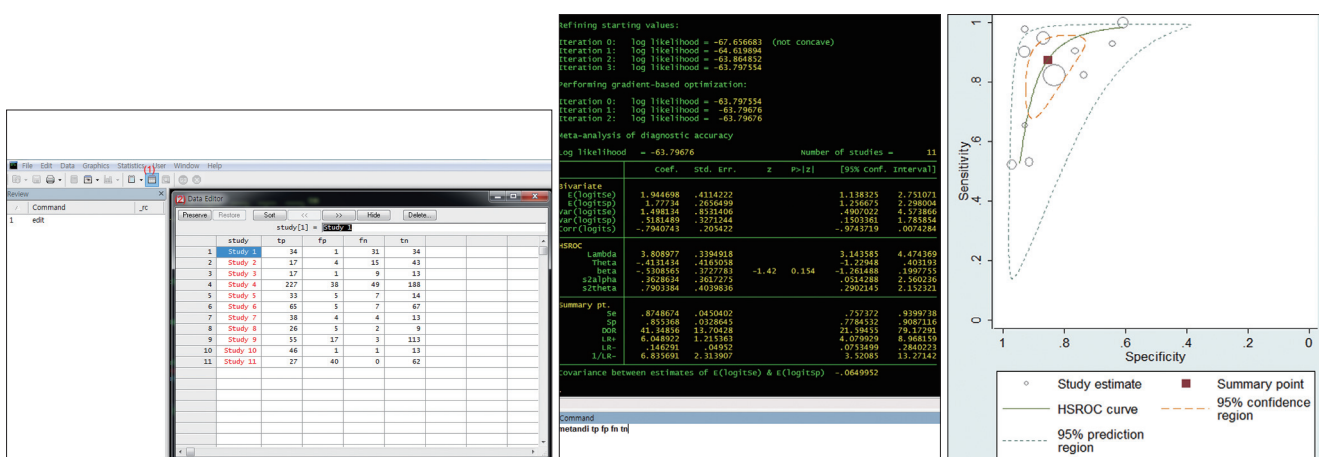 File Edit Data Graphics Statistics User Window Help
(1)
Review
Command _rc
1 edit
Data Editor
Preserve Restore Sort << >> Hide Delete...
study[1] = Study 1
study tp fp fn tn
1 Study 1 34 1 31 34
2 Study 2 17 4 15 43
3 Study 3 17 1 9 13
4 Study 4 227 38 49 188
5 Study 5 33 5 7 14
6 Study 6 65 5 7 67
7 Study 7 38 4 4 13
8 Study 8 26 5 2 9
9 Study 9 55 17 3 113
10 Study 10 46 1 1 13
11 Study 11 27 40 0 62
Refining starting values:
Iteration 0: log likelihood = -67.656683 (not concave)
Iteration 1: log likelihood = -64.619894
Iteration 2: log likelihood = -63.864852
Iteration 3: log likelihood = -63.797554
Performing gradient-based optimization:
Iteration 0: log likelihood = -63.797554
Iteration 1: log likelihood = -63.79676
Iteration 2: log likelihood = -63.79676
Meta-analysis of diagnostic accuracy
Log likelihood = -63.79676 Number of studies = 11
Coef. Std. Err. z P>|z| [95% Conf. Interval]
Bivariate
E(logitSe) 1.944698 .4114222 1.138325 2.751071
E(logitSp) 1.77734 .2656499 1.256675 2.298004
Var(logitSe) 1.498134 .8531406 .4907022 4.573866
Var(logitSp) .5181489 .3271244 .1503361 1.785854
Corr(logits) -.7940743 .205422 -.9743719 .0074284
HSROC
Lambda 3.808977 .3394918 3.143585 4.474369
Theta -.4131434 .4165058 -1.22948 .403193
beta -.5308565 .3727783 -1.42 0.154 -1.261488 .1997755
s2alpha .3628634 .3617275 .0514288 2.560236
s2theta .7903384 .4039836 .2902145 2.152321
Summary pt.
Se .8748674 .0450402 .757372 .9399738
Sp .855368 .0328645 .7784532 .9087116
DOR 41.34856 13.70428 21.59455 79.17291
LR+ 6.048922 1.215363 4.079929 8.968159
LR- .146291 .04952 .0753499 .2840223
1/LR- 6.835691 2.313907 3.52085 13.27142
Covariance between estimates of E(logitSe) & E(logitSp) -.0649952
Command
metandi tp fp fn tn
Sensitivity
1
.8
.6
.4
.2
0
1 .8 .6 .4 .2 0
Specificity
Study estimate
Summary point
HSROC curve
95% confidence
region
95% prediction
region